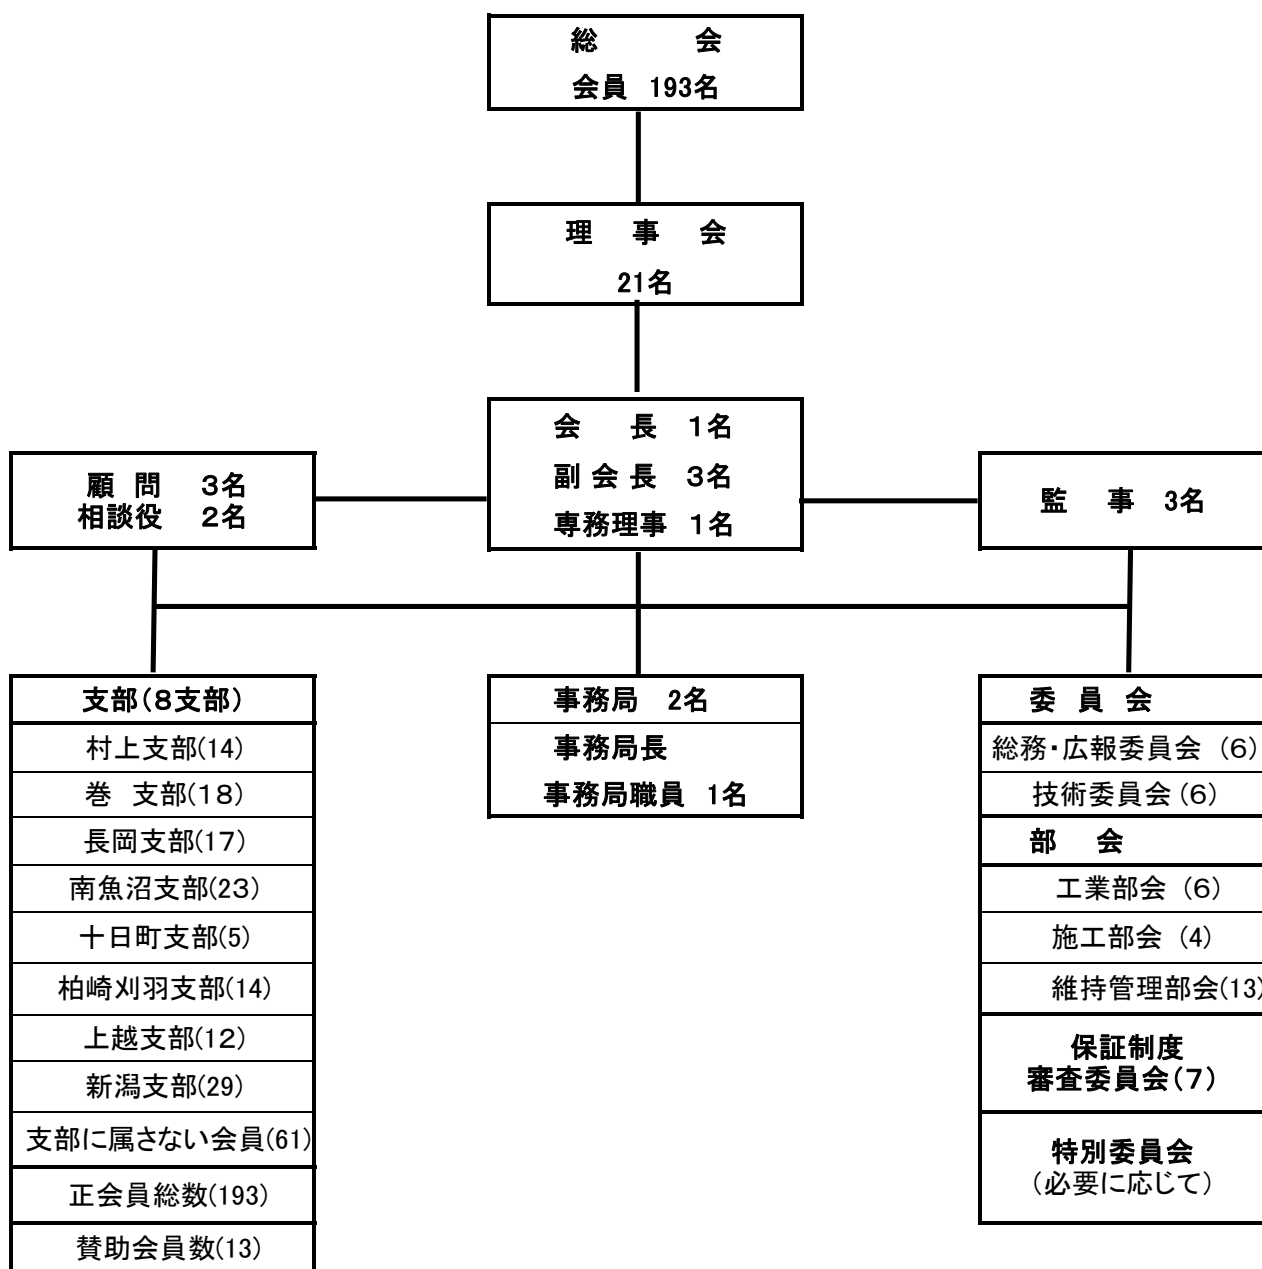 総　会
会員 193名
理 事 会
21名
会 長 1名
副会長 3名
専務理事 1名
顧 問 3名
相談役 2名
監 事 3名
支部(8支部)
村上支部(14)
巻 支部(18)
長岡支部(17)
南魚沼支部(23)
十日町支部(5)
柏崎刈羽支部(14)
上越支部(12)
新潟支部(29)
支部に属さない会員(61)
正会員総数(193)
賛助会員数(13)
事務局 2名
事務局長
事務局職員 1名
委 員 会
総務・広報委員会 (6)
技術委員会(6)
部 会
工業部会 (6)
施工部会 (4)
維持管理部会(13)
保証制度
審査委員会(7)
特別委員会
(必要に応じて)